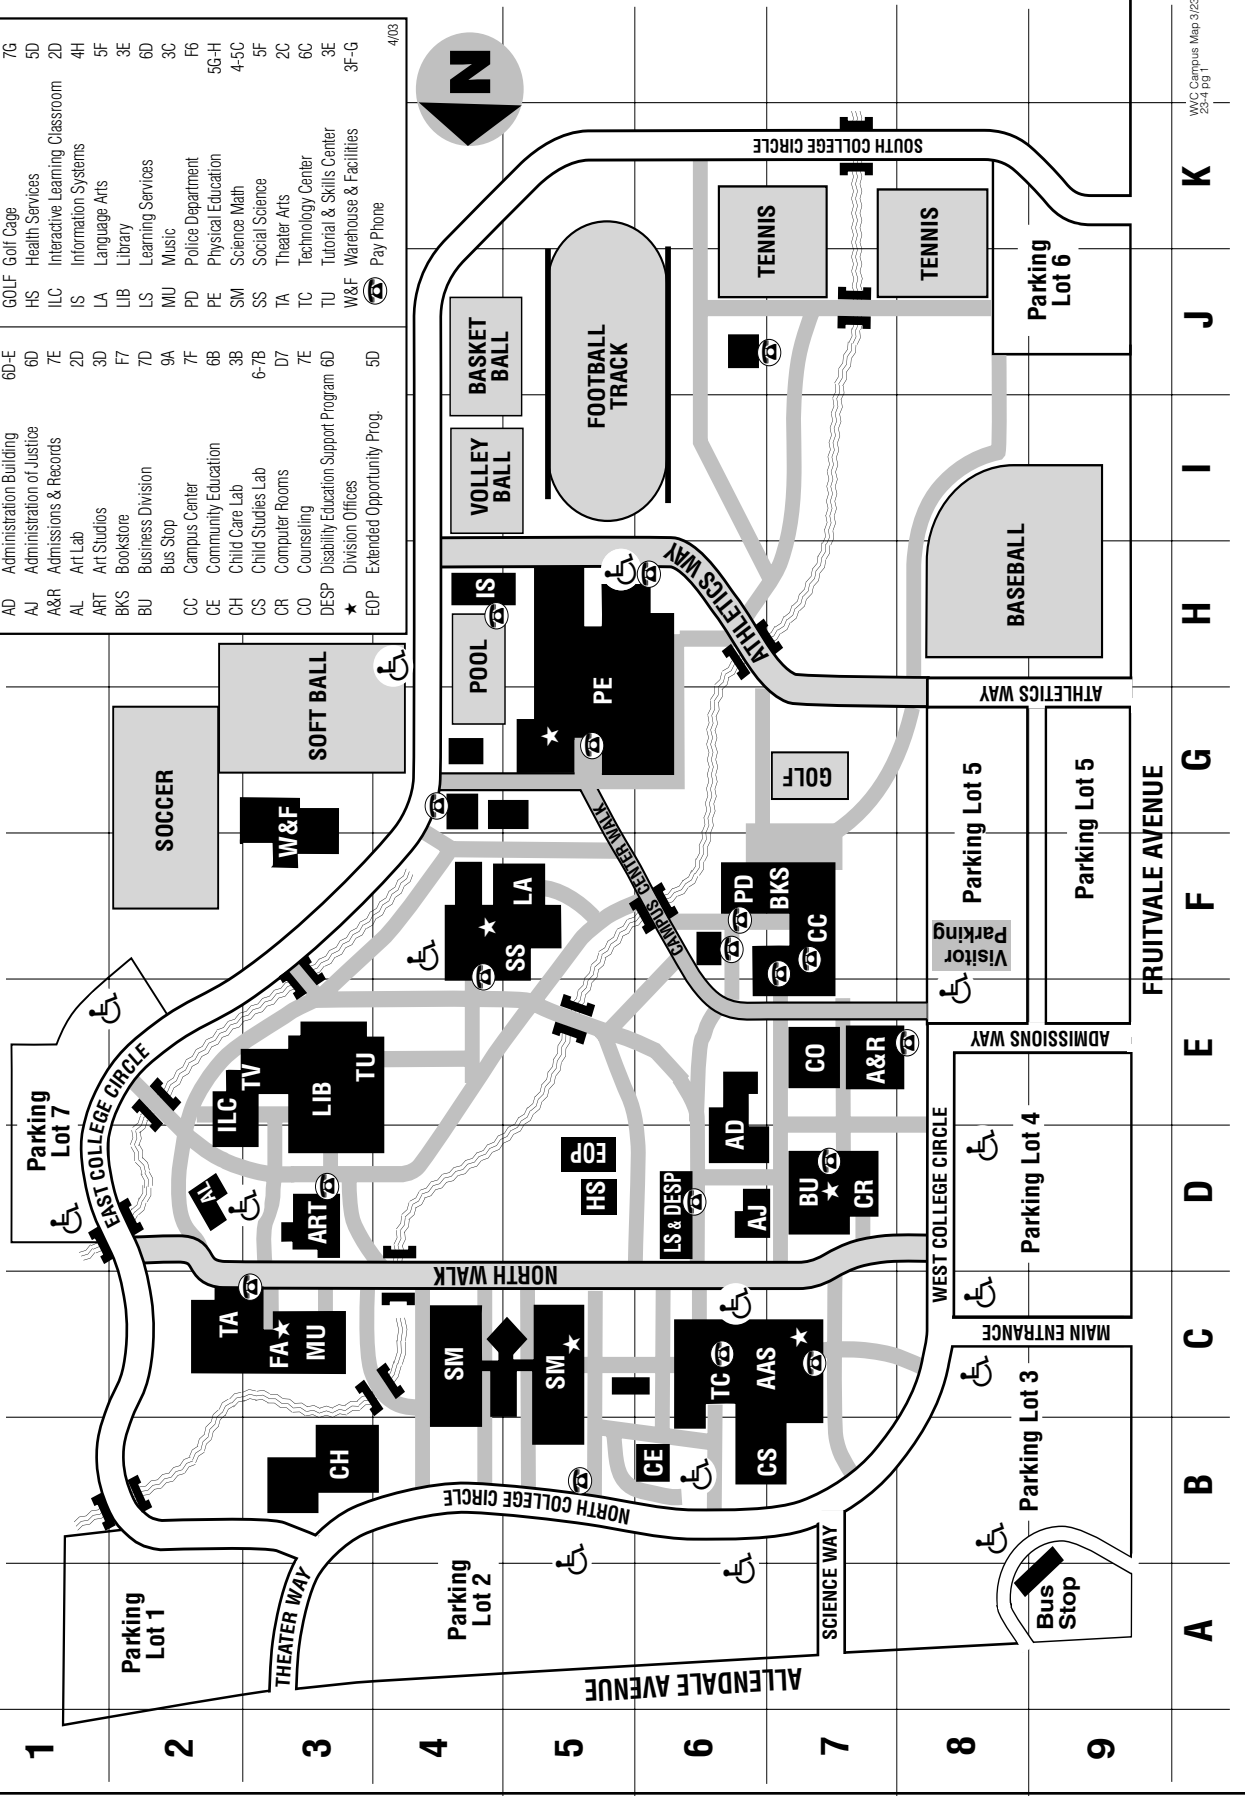 AD Administration Building 6D-E
AJ Administration of Justice 6D
A&R Admissions & Records 7E
AL Art Lab 2D
ART Art Studios 3D
BKS Bookstore F7
BU Business Division 7D
Bus Stop 9A
CC Campus Center 7F
CE Community Education 6B
CH Child Care Lab 3B
CS Child Studies Lab 6-7B
CR Computer Rooms D7
CO Counseling 7E
DESP Disability Education Support Program 6D
★ Division Offices
EOP Extended Opportunity Prog. 5D
GOLF Golf Cage 7G
HS Health Services 5D
ILC Interactive Learning Classroom 2D
IS Information Systems 4H
LA Language Arts 5F
LIB Library 3E
LS Learning Services 6D
MU Music 3C
PD Police Department F6
PE Physical Education 5G-H
SM Science Math 4-5C
SS Social Science 5F
TA Theater Arts 2C
TC Technology Center 6C
TU Tutorial & Skills Center 3E
W&F Warehouse & Facilities 3F-G
Pay Phone
4/03
N
WVC Campus Map 3/23
23-4 pg 1
1
2
3
4
5
6
7
8
9
A
B
C
D
E
F
G
H
I
J
K
Parking
Lot 1
Parking
Lot 2
Parking Lot 3
Parking Lot 4
Parking Lot 5
Parking Lot 5
Parking
Lot 6
Parking
Lot 7
Visitor
Parking
Bus
Stop
THEATER WAY
ALLENDALE AVENUE
SCIENCE WAY
NORTH COLLEGE CIRCLE
EAST COLLEGE CIRCLE
WEST COLLEGE CIRCLE
SOUTH COLLEGE CIRCLE
MAIN ENTRANCE
ADMISSIONS WAY
ATHLETICS WAY
ATHLETICS WAY
FRUITVALE AVENUE
NORTH WALK
CAMPUS CENTER WALK
SOCCER
SOFT BALL
POOL
VOLLEY
BALL
BASKET
BALL
FOOTBALL
TRACK
TENNIS
TENNIS
BASEBALL
GOLF
W&F
IS
PE
LA
SS
PD
BKS
CC
TV
ILC
LIB
TU
AL
ART
EOP
HS
LS & DESP
AD
AJ
BU
CR
CO
A&R
TA
FA★
MU
SM
SM
TC
AAS
CS
CE
CH